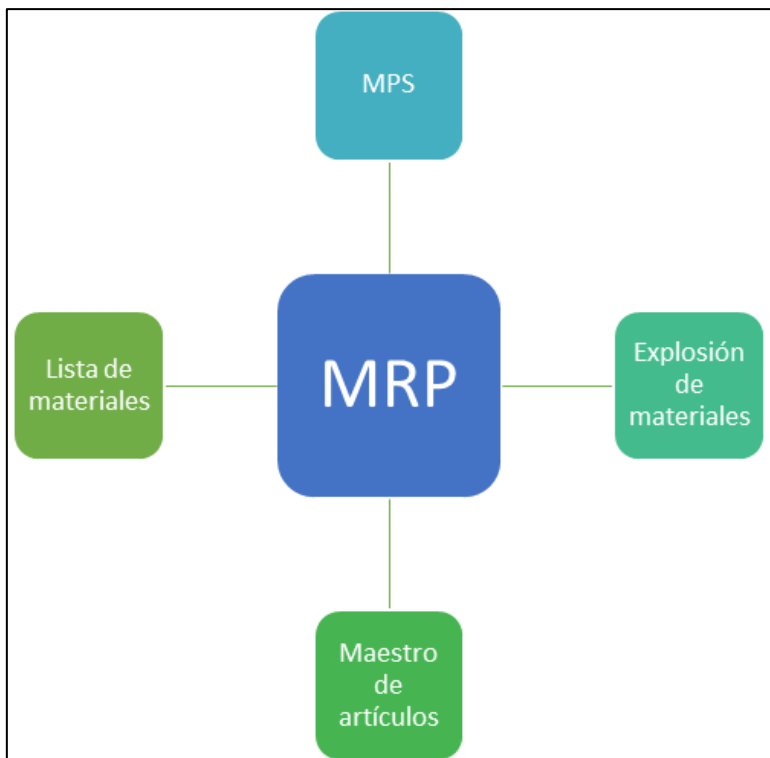 MPS
Lista de
materiales
MRP
Explosión
de
materiales
Maestro
de
artículos